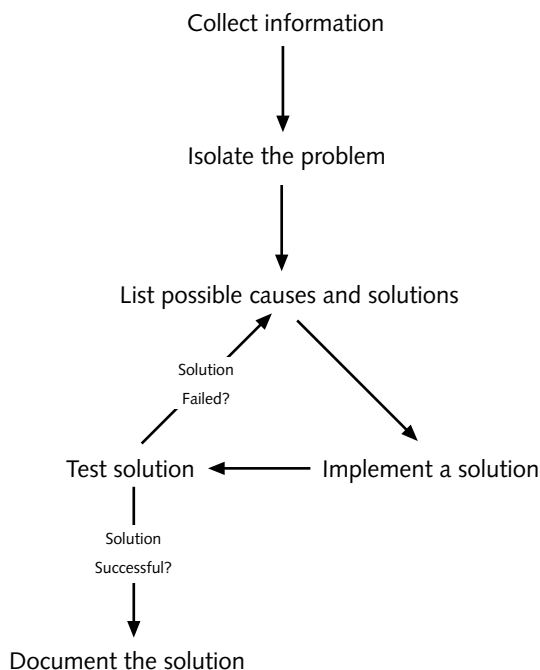 Collect information
Isolate the problem
List possible causes and solutions
Solution
Failed?
Test solution
Implement a solution
Solution
Successful?
Document the solution